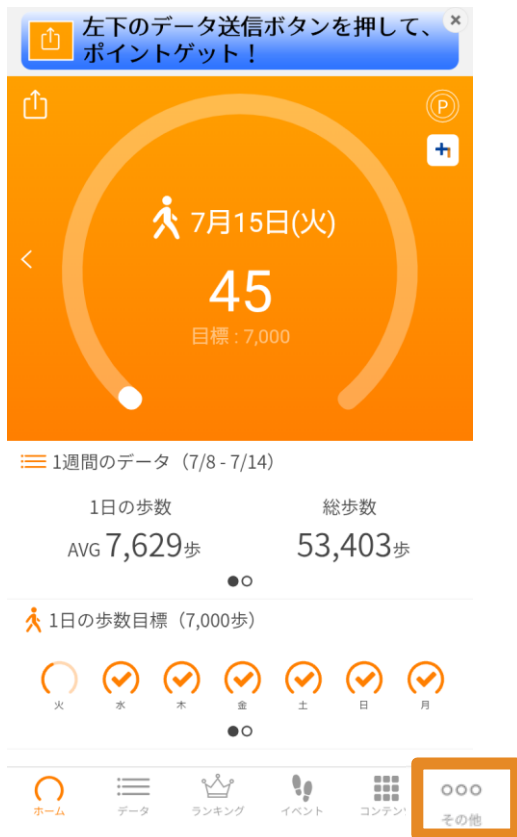 左下のデータ送信ボタンを押して、
ポイントゲット！
P
7月15日(火)
45
目標 : 7,000
1週間のデータ（7/8 - 7/14）
1日の歩数 総歩数
AVG 7,629歩 53,403歩
1日の歩数目標（7,000歩）
火 水 木 金 土 日 月
ホーム データ ランキング イベント コンテン その他